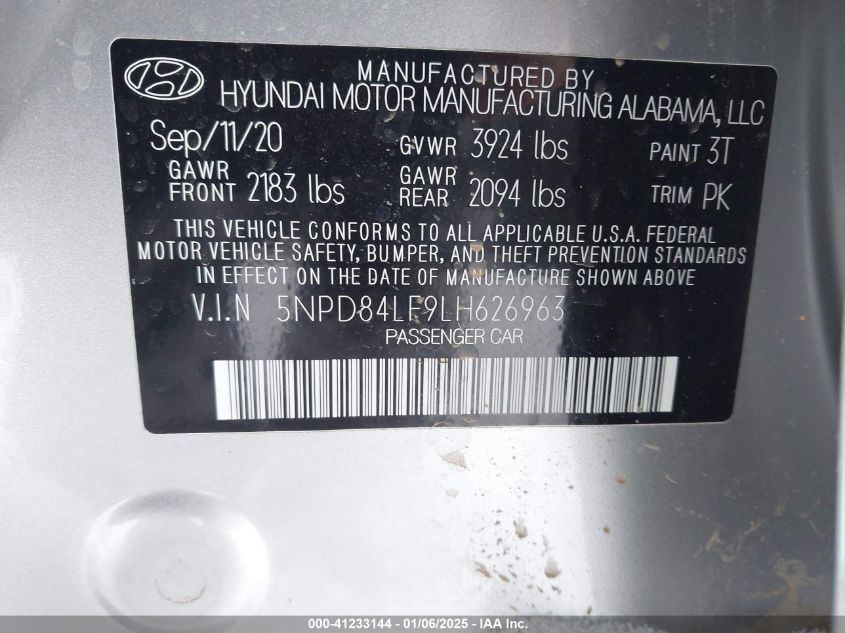 MANUFACTURED BY
HYUNDAI MOTOR MANUFACTURING ALABAMA, LLC
Sep/11/20 GVWR 3924 lbs PAINT 3T
GAWR FRONT 2183 lbs GAWR REAR 2094 lbs TRIM PK
THIS VEHICLE CONFORMS TO ALL APPLICABLE U.S.A. FEDERAL
MOTOR VEHICLE SAFETY, BUMPER, AND THEFT PREVENTION STANDARDS
IN EFFECT ON THE DATE OF MANUFACTURE SHOWN ABOVE
V.I.N 5NPD84LF9LH626963
PASSENGER CAR
000-41233144 - 01/06/2025 - IAA Inc.